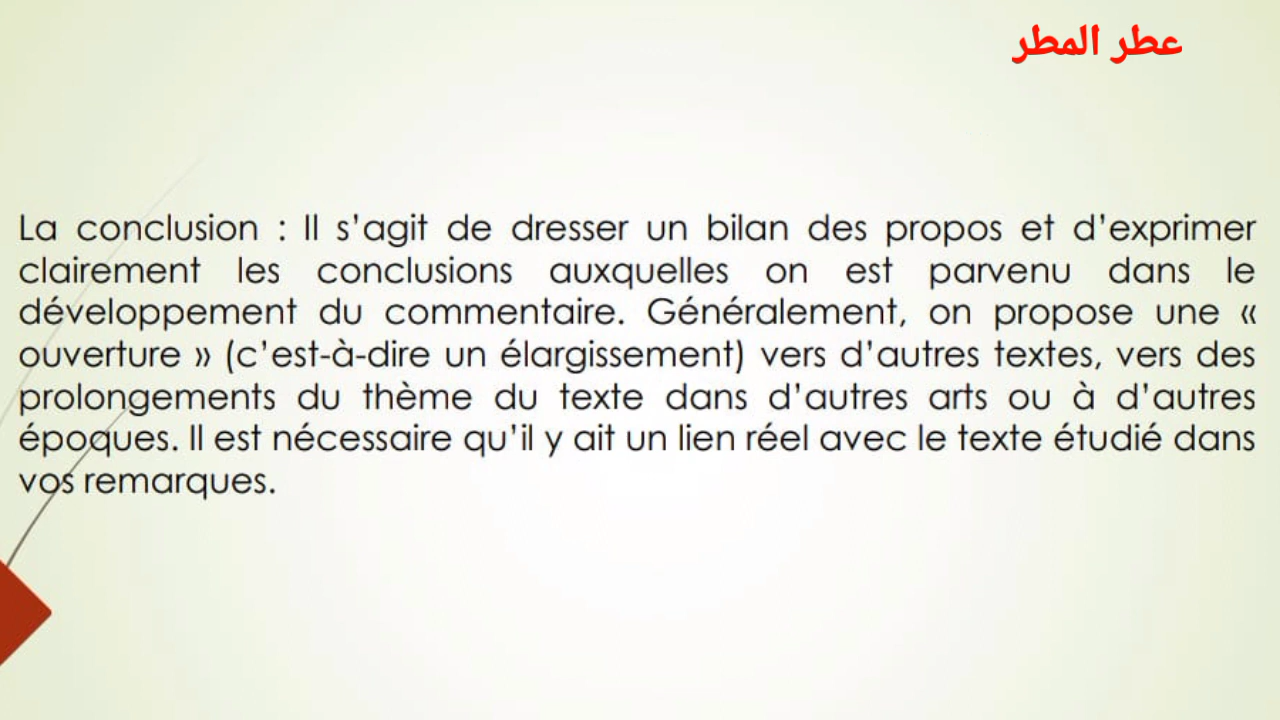 عطر المطر
La conclusion : Il s’agit de dresser un bilan des propos et d’exprimer
clairement les conclusions auxquelles on est parvenu dans le
développement du commentaire. Généralement, on propose une «
ouverture » (c’est-à-dire un élargissement) vers d’autres textes, vers des
prolongements du thème du texte dans d’autres arts ou à d’autres
époques. Il est nécessaire qu’il y ait un lien réel avec le texte étudié dans
vos remarques.